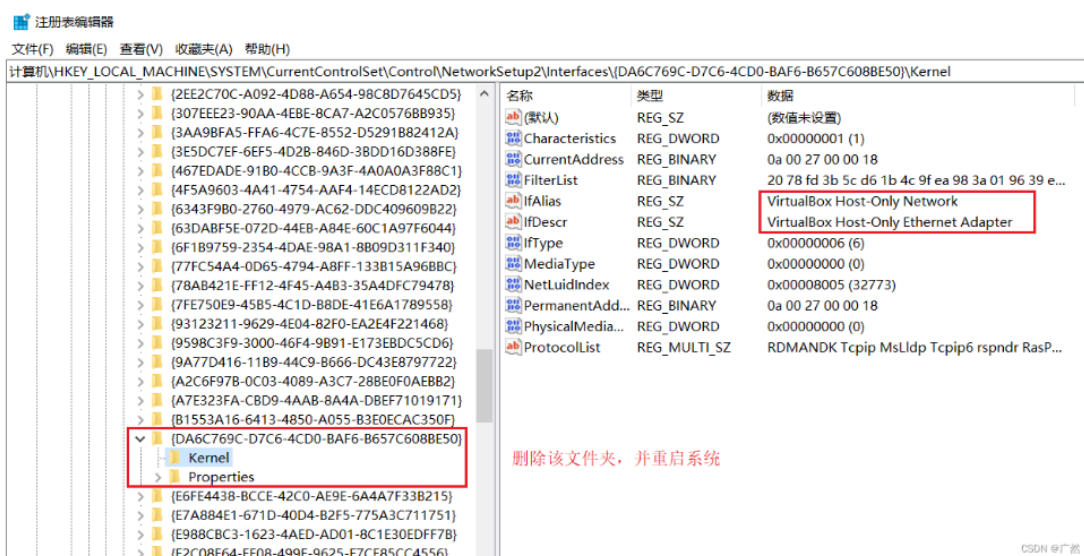 注册表编辑器
文件(F) 编辑(E) 查看(V) 收藏夹(A) 帮助(H)
计算机\HKEY_LOCAL_MACHINE\SYSTEM\CurrentControlSet\Control\NetworkSetup2\Interfaces\{DA6C769C-D7C6-4CD0-BAF6-B657C608BE50}\Kernel
{2EE2C70C-A092-4D88-A654-98C8D7645CD5}
{307EEE23-90AA-4EBE-8CA7-A2C0576BB935}
{3AA9BFA5-FFA6-4C7E-8552-D5291B82412A}
{3E5DC7EF-6EF5-4D2B-846D-3BDD16D388FE}
{467EDADE-91B0-4CCB-9A3F-4A0A0A3F88C1}
{4F5A9603-4A41-4754-AAF4-14ECD8122AD2}
{6343F9B0-2760-4979-AC62-DDC409609B22}
{63DABF5E-072D-44EB-A84E-60C1A97F6044}
{6F1B9759-2354-4DAE-98A1-8B09D311F340}
{77FC54A4-0D65-4794-A8FF-133B15A96BBC}
{78AB421E-FF12-4F45-A4B3-35A4DFC79478}
{7FE750E9-45B5-4C1D-B8DE-41E6A1789558}
{93123211-9629-4E04-82F0-EA2E4F221468}
{9598C3F9-3000-46F4-9B91-E173EBDC5CD6}
{9A77D416-11B9-44C9-B666-DC43E8797722}
{A2C6F97B-0C03-4089-A3C7-28BE0F0AEBB2}
{A7E323FA-CBD9-4AAB-8A4A-DBEF71019171}
{B1553A16-6413-4850-A055-B3E0ECAC350F}
{DA6C769C-D7C6-4CD0-BAF6-B657C608BE50}
Kernel
Properties
{E6FE4438-BCCE-42C0-AE9E-6A4A7F33B215}
{E7A884E1-671D-40D4-B2F5-775A3C711751}
{E988CBC3-1623-4AED-AD01-8C1E30EDFF7B}
{F2C08F64-FF08-499F-9625-F7CF85CC4556}
名称 类型 数据
(默认) REG_SZ (数值未设置)
Characteristics REG_DWORD 0x00000001 (1)
CurrentAddress REG_BINARY 0a 00 27 00 00 18
FilterList REG_BINARY 20 78 fd 3b 5c d6 1b 4c 9f ea 98 3a 01 96 39 e...
IfAlias REG_SZ VirtualBox Host-Only Network
IfDescr REG_SZ VirtualBox Host-Only Ethernet Adapter
IfType REG_DWORD 0x00000006 (6)
MediaType REG_DWORD 0x00000000 (0)
NetLuidIndex REG_DWORD 0x00008005 (32773)
PermanentAdd... REG_BINARY 0a 00 27 00 00 18
PhysicalMedia... REG_DWORD 0x00000000 (0)
ProtocolList REG_MULTI_SZ RDMANDK Tcpip MsLldp Tcpip6 rspndr RasP...
删除该文件夹，并重启系统
CSDN @广然